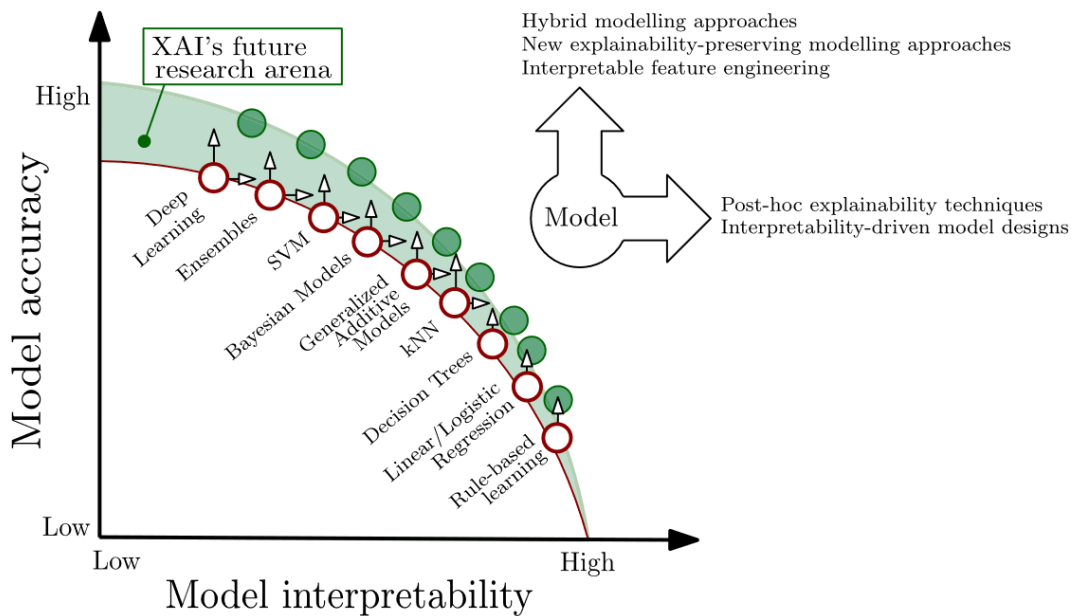 XAI's future
research arena
Hybrid modelling approaches
New explainability-preserving modelling approaches
Interpretable feature engineering
High
Model accuracy
Deep
Learning
Ensembles
SVM
Bayesian Models
Generalized
Additive
Models
kNN
Decision Trees
Linear/Logistic
Regression
Rule-based
learning
Model
Post-hoc explainability techniques
Interpretability-driven model designs
Low
Low
High
Model interpretability